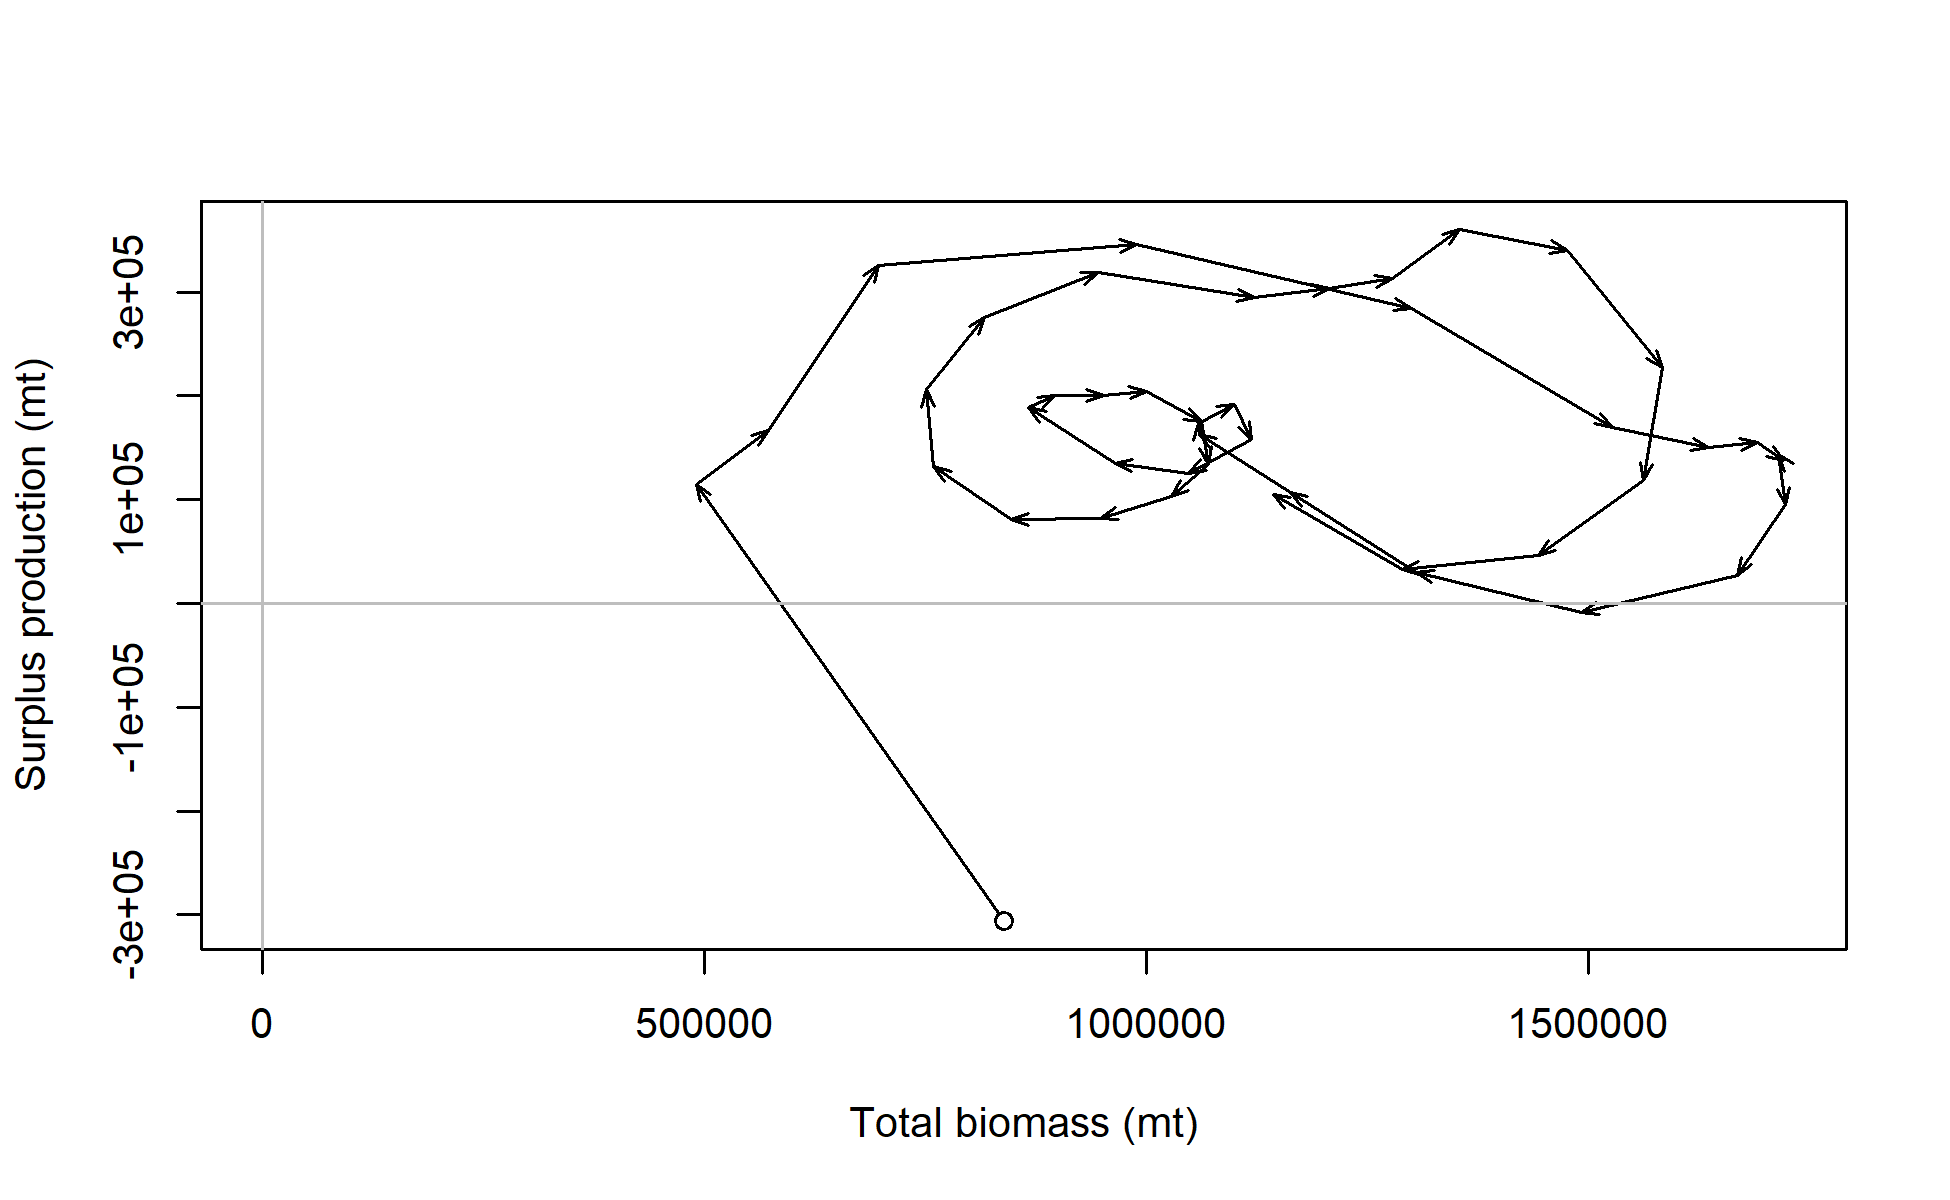 Surplus production (mt)
3e+05
1e+05
-1e+05
-3e+05
0 500000 1000000 1500000
Total biomass (mt)